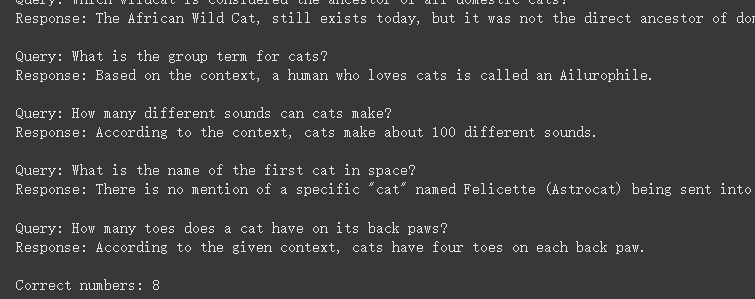 Query: Which wildcat is considered the ancestor of all domestic cats?
Response: The African Wild Cat, still exists today, but it was not the direct ancestor of
Query: What is the group term for cats?
Response: Based on the context, a human who loves cats is called an Ailurophile.
Query: How many different sounds can cats make?
Response: According to the context, cats make about 100 different sounds.
Query: What is the name of the first cat in space?
Response: There is no mention of a specific "cat" named Felicette (Astrocat) being sent into
Query: How many toes does a cat have on its back paws?
Response: According to the given context, cats have four toes on each back paw.
Correct numbers: 8